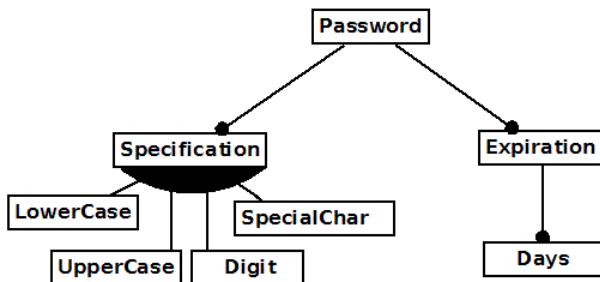 Password
Specification
Expiration
LowerCase
SpecialChar
UpperCase
Digit
Days